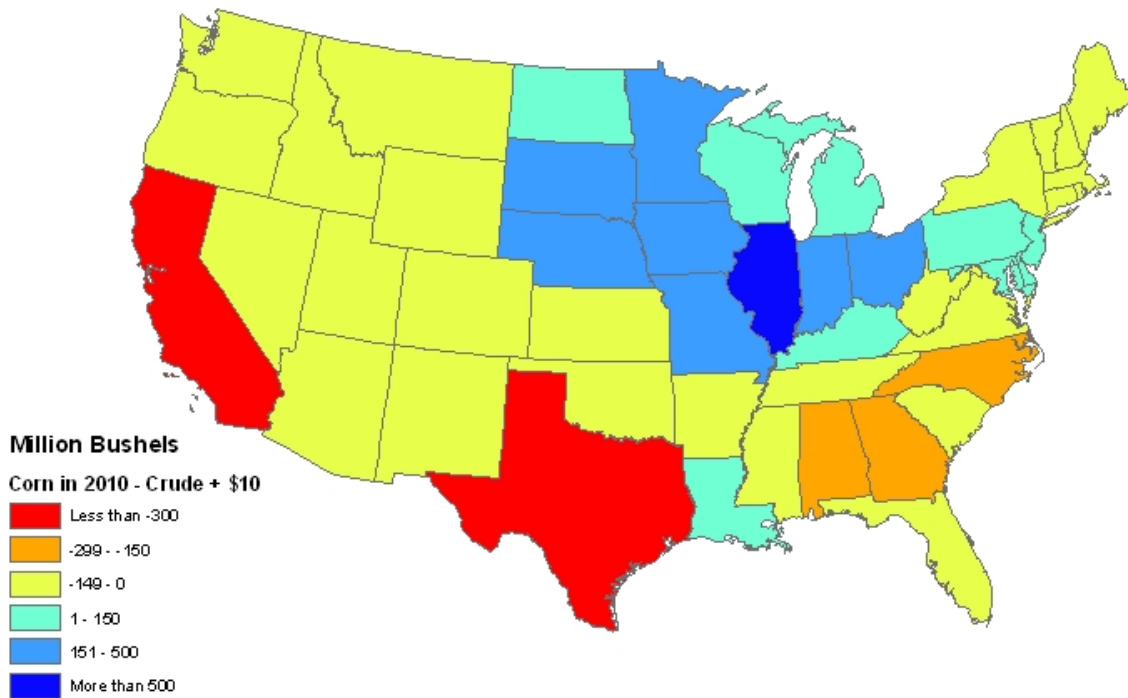 Million Bushels
Corn in 2010 - Crude + $10
Less than -300
-299 - -150
-149 - 0
1 - 150
151 - 500
More than 500